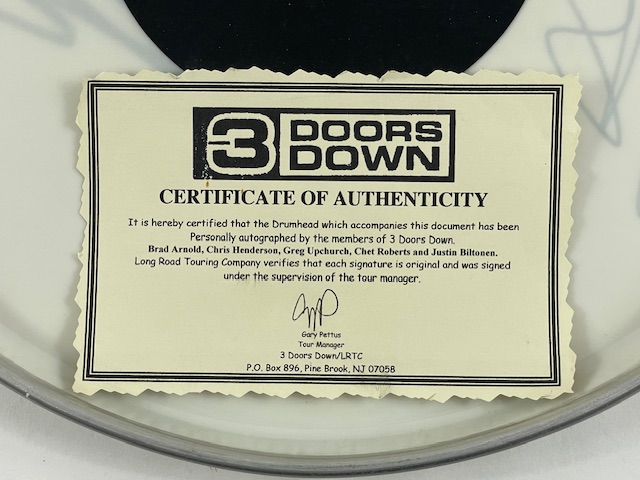 3 DOORS DOWN
CERTIFICATE OF AUTHENTICITY
It is hereby certified that the Drumhead which accompanies this document has been
Personally autographed by the members of 3 Doors Down.
Brad Arnold, Chris Henderson, Greg Upchurch, Chet Roberts and Justin Biltonen.
Long Road Touring Company verifies that each signature is original and was signed
under the supervision of the tour manager.
Gary Pettus
Tour Manager
3 Doors Down/LRTC
P.O. Box 896, Pine Brook, NJ 07058